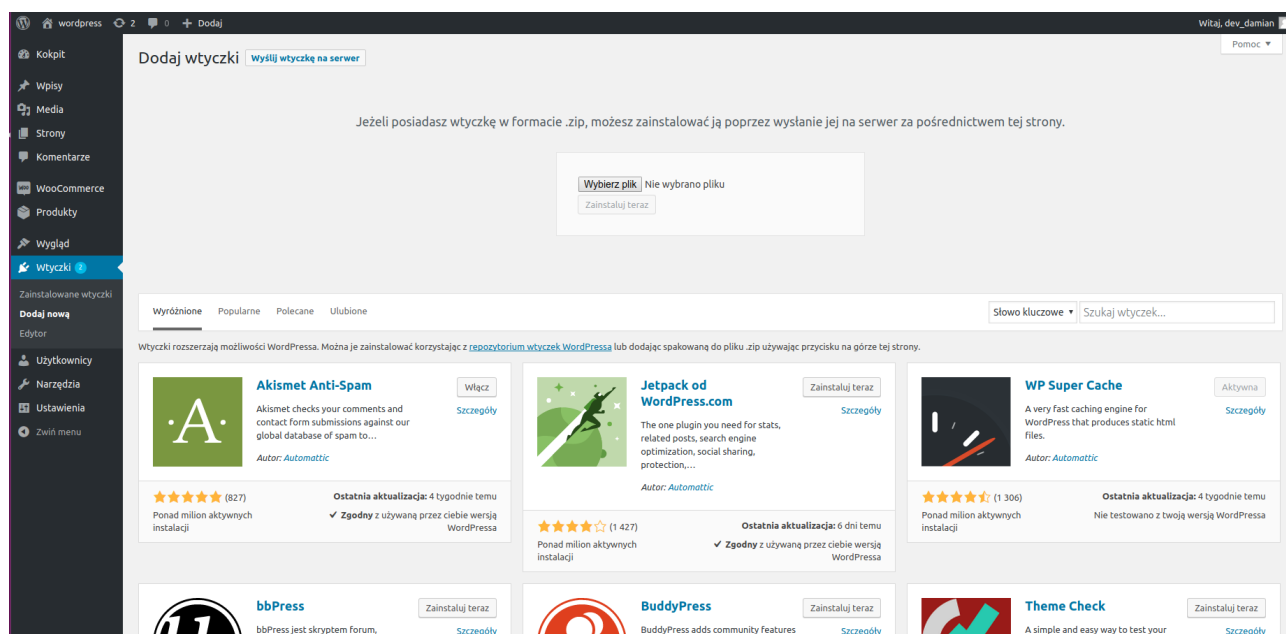 wordpress 2 0 + Dodaj
Witaj, dev_damian
Kokpit
Wpisy
Media
Strony
Komentarze
WooCommerce
Produkty
Wygląd
Wtyczki 2
Zainstalowane wtyczki
Dodaj nową
Edytor
Użytkownicy
Narzędzia
Ustawienia
Zwiń menu
Pomoc ▼
Dodaj wtyczki Wyślij wtyczkę na serwer
Jeżeli posiadasz wtyczkę w formacie .zip, możesz zainstalować ją poprzez wysłanie jej na serwer za pośrednictwem tej strony.
Wybierz plik Nie wybrano pliku
Zainstaluj teraz
Wyróżnione Popularne Polecane Ulubione
Słowo kluczowe ▼ Szukaj wtyczek...
Wtyczki rozszerzają możliwości WordPressa. Można je zainstalować korzystając z repozytorium wtyczek WordPressa lub dodając spakowaną do pliku .zip używając przycisku na górze tej strony.
·A·
Akismet Anti-Spam
Włącz
Szczegóły
Akismet checks your comments and
contact form submissions against our
global database of spam to…
Autor: Automattic
(827)
Ponad milion aktywnych
instalacji
Ostatnia aktualizacja: 4 tygodnie temu
✓ Zgodny z używaną przez ciebie wersją
WordPressa
Jetpack od
WordPress.com
Zainstaluj teraz
Szczegóły
The one plugin you need for stats,
related posts, search engine
optimization, social sharing,
protection,…
Autor: Automattic
(1 427)
Ponad milion aktywnych
instalacji
Ostatnia aktualizacja: 6 dni temu
✓ Zgodny z używaną przez ciebie wersją
WordPressa
WP Super Cache
Aktywna
Szczegóły
A very fast caching engine for
WordPress that produces static html
files.
Autor: Automattic
(1 306)
Ponad milion aktywnych
instalacji
Ostatnia aktualizacja: 4 tygodnie temu
Nie testowano z twoją wersją WordPressa
bbPress
Zainstaluj teraz
Szczegóły
bbPress jest skryptem forum,
BuddyPress
Zainstaluj teraz
Szczegóły
BuddyPress adds community features
Theme Check
Zainstaluj teraz
Szczegóły
A simple and easy way to test your